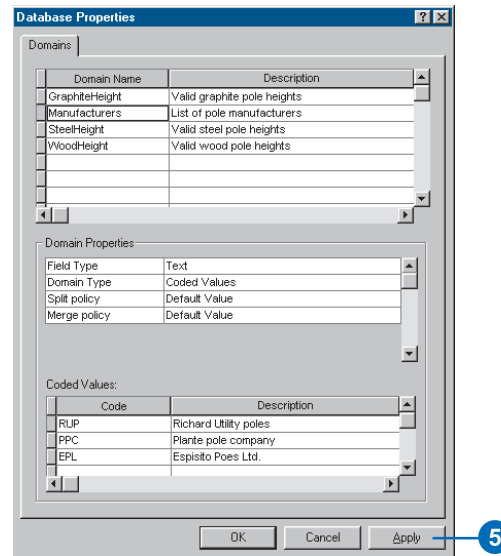 Database Properties
Domains
Domain Name Description
GraphiteHeight Valid graphite pole heights
Manufacturers List of pole manufacturers
SteelHeight Valid steel pole heights
WoodHeight Valid wood pole heights
Domain Properties
Field Type Text
Domain Type Coded Values
Split policy Default Value
Merge policy Default Value
Coded Values:
Code Description
RUP Richard Utility poles
PPC Plante pole company
EPL Espisito Poes Ltd.
OK Cancel Apply 5